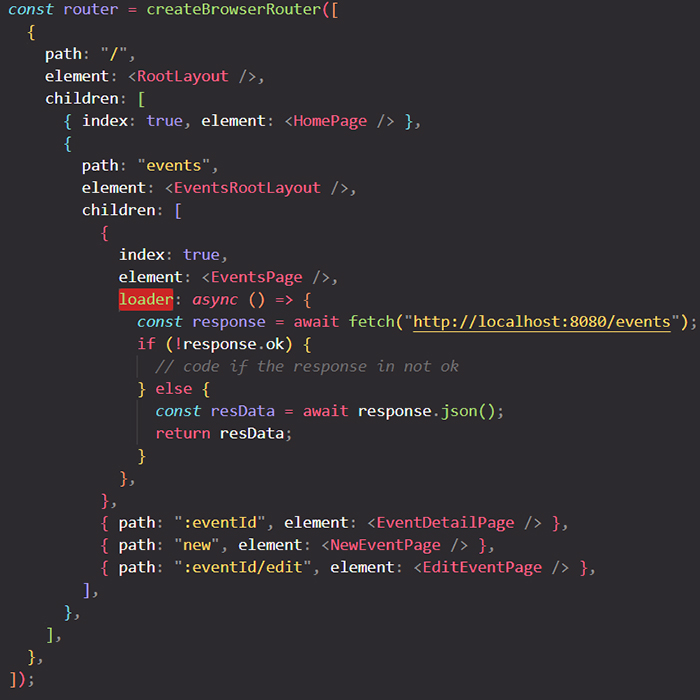 const router = createBrowserRouter([
  {
    path: "/",
    element: <RootLayout />,
    children: [
      { index: true, element: <HomePage /> },
      {
        path: "events",
        element: <EventsRootLayout />,
        children: [
          {
            index: true,
            element: <EventsPage />,
            loader: async () => {
              const response = await fetch("http://localhost:8080/events");
              if (!response.ok) {
                // code if the response in not ok
              } else {
                const resData = await response.json();
                return resData;
              }
            },
          },
          { path: ":eventId", element: <EventDetailPage /> },
          { path: "new", element: <NewEventPage /> },
          { path: ":eventId/edit", element: <EditEventPage /> },
        ],
      },
    ],
  },
]);